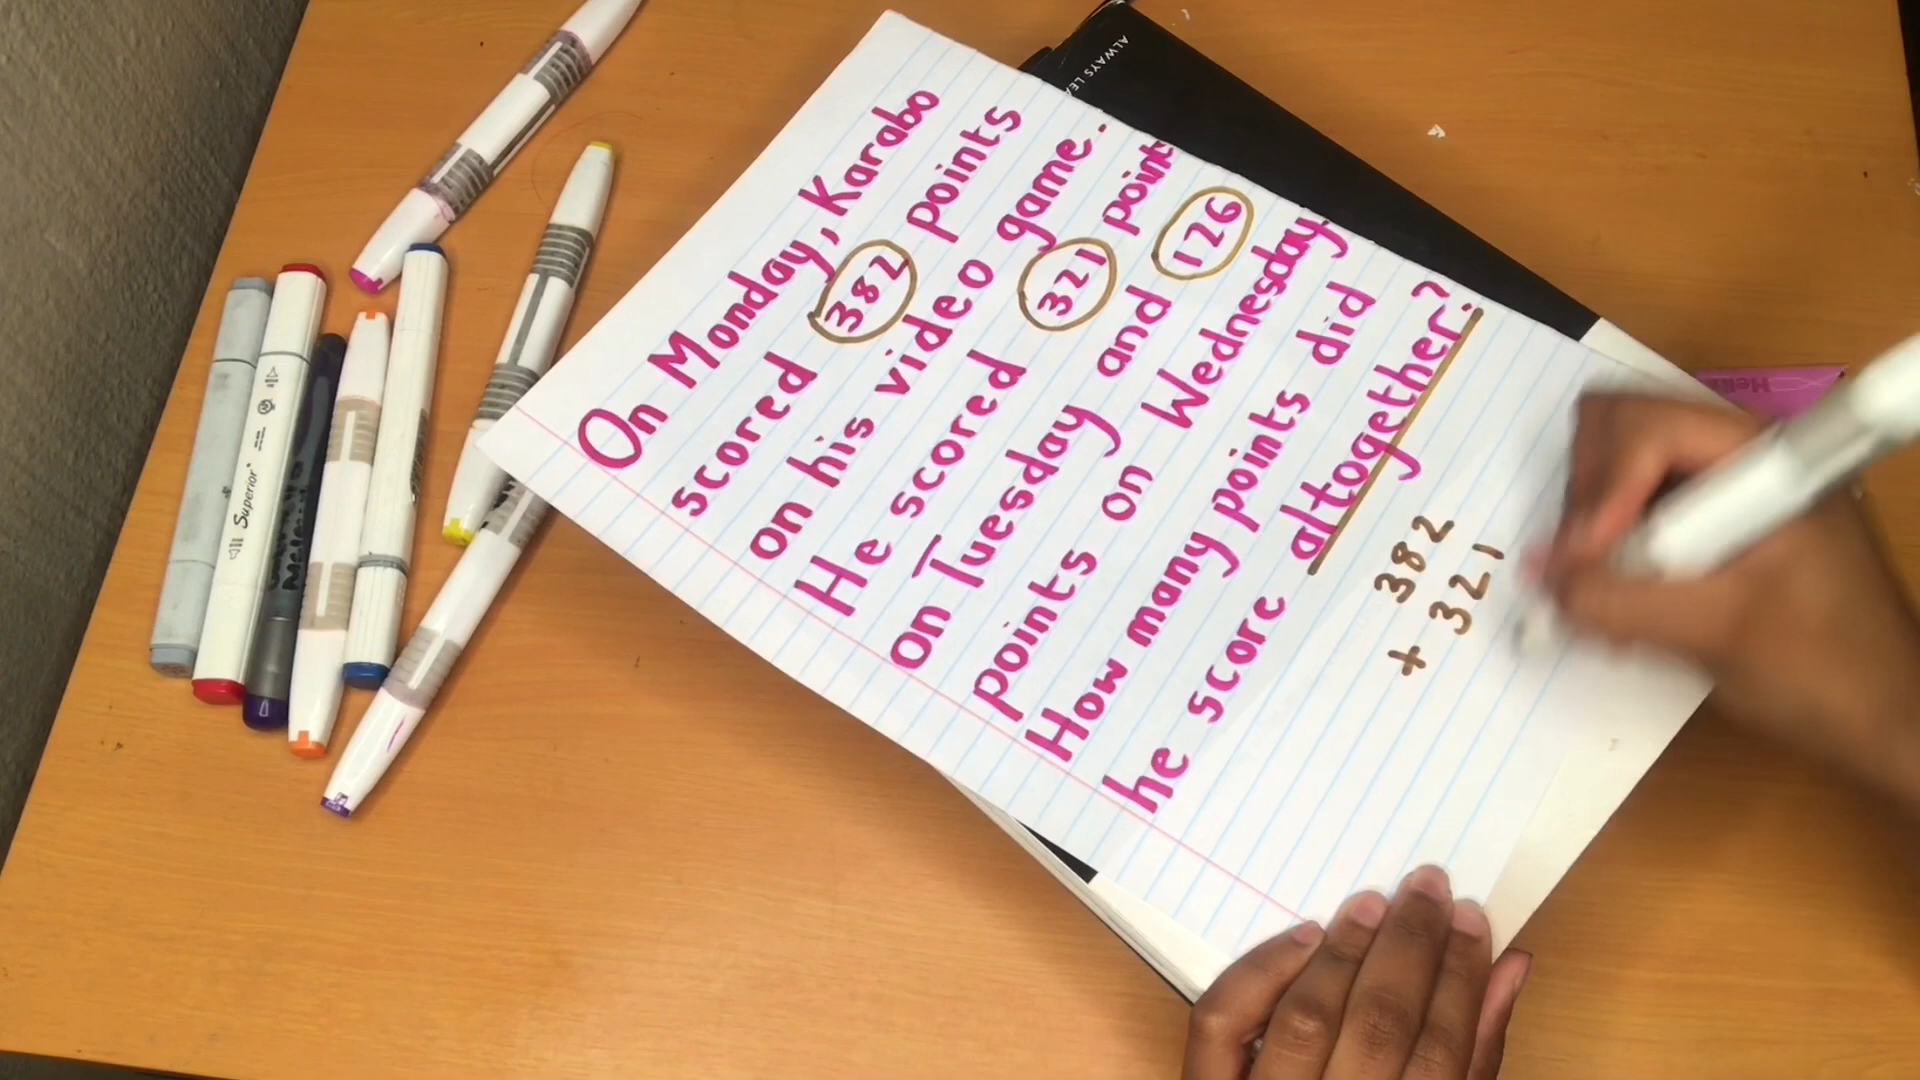 On Monday, Karabo
scored 382 points
on his video game.
He scored 321 points
on Tuesday and 126
points on Wednesday.
How many points did
he score altogether?
382
+ 321
ALWAYS
Superior